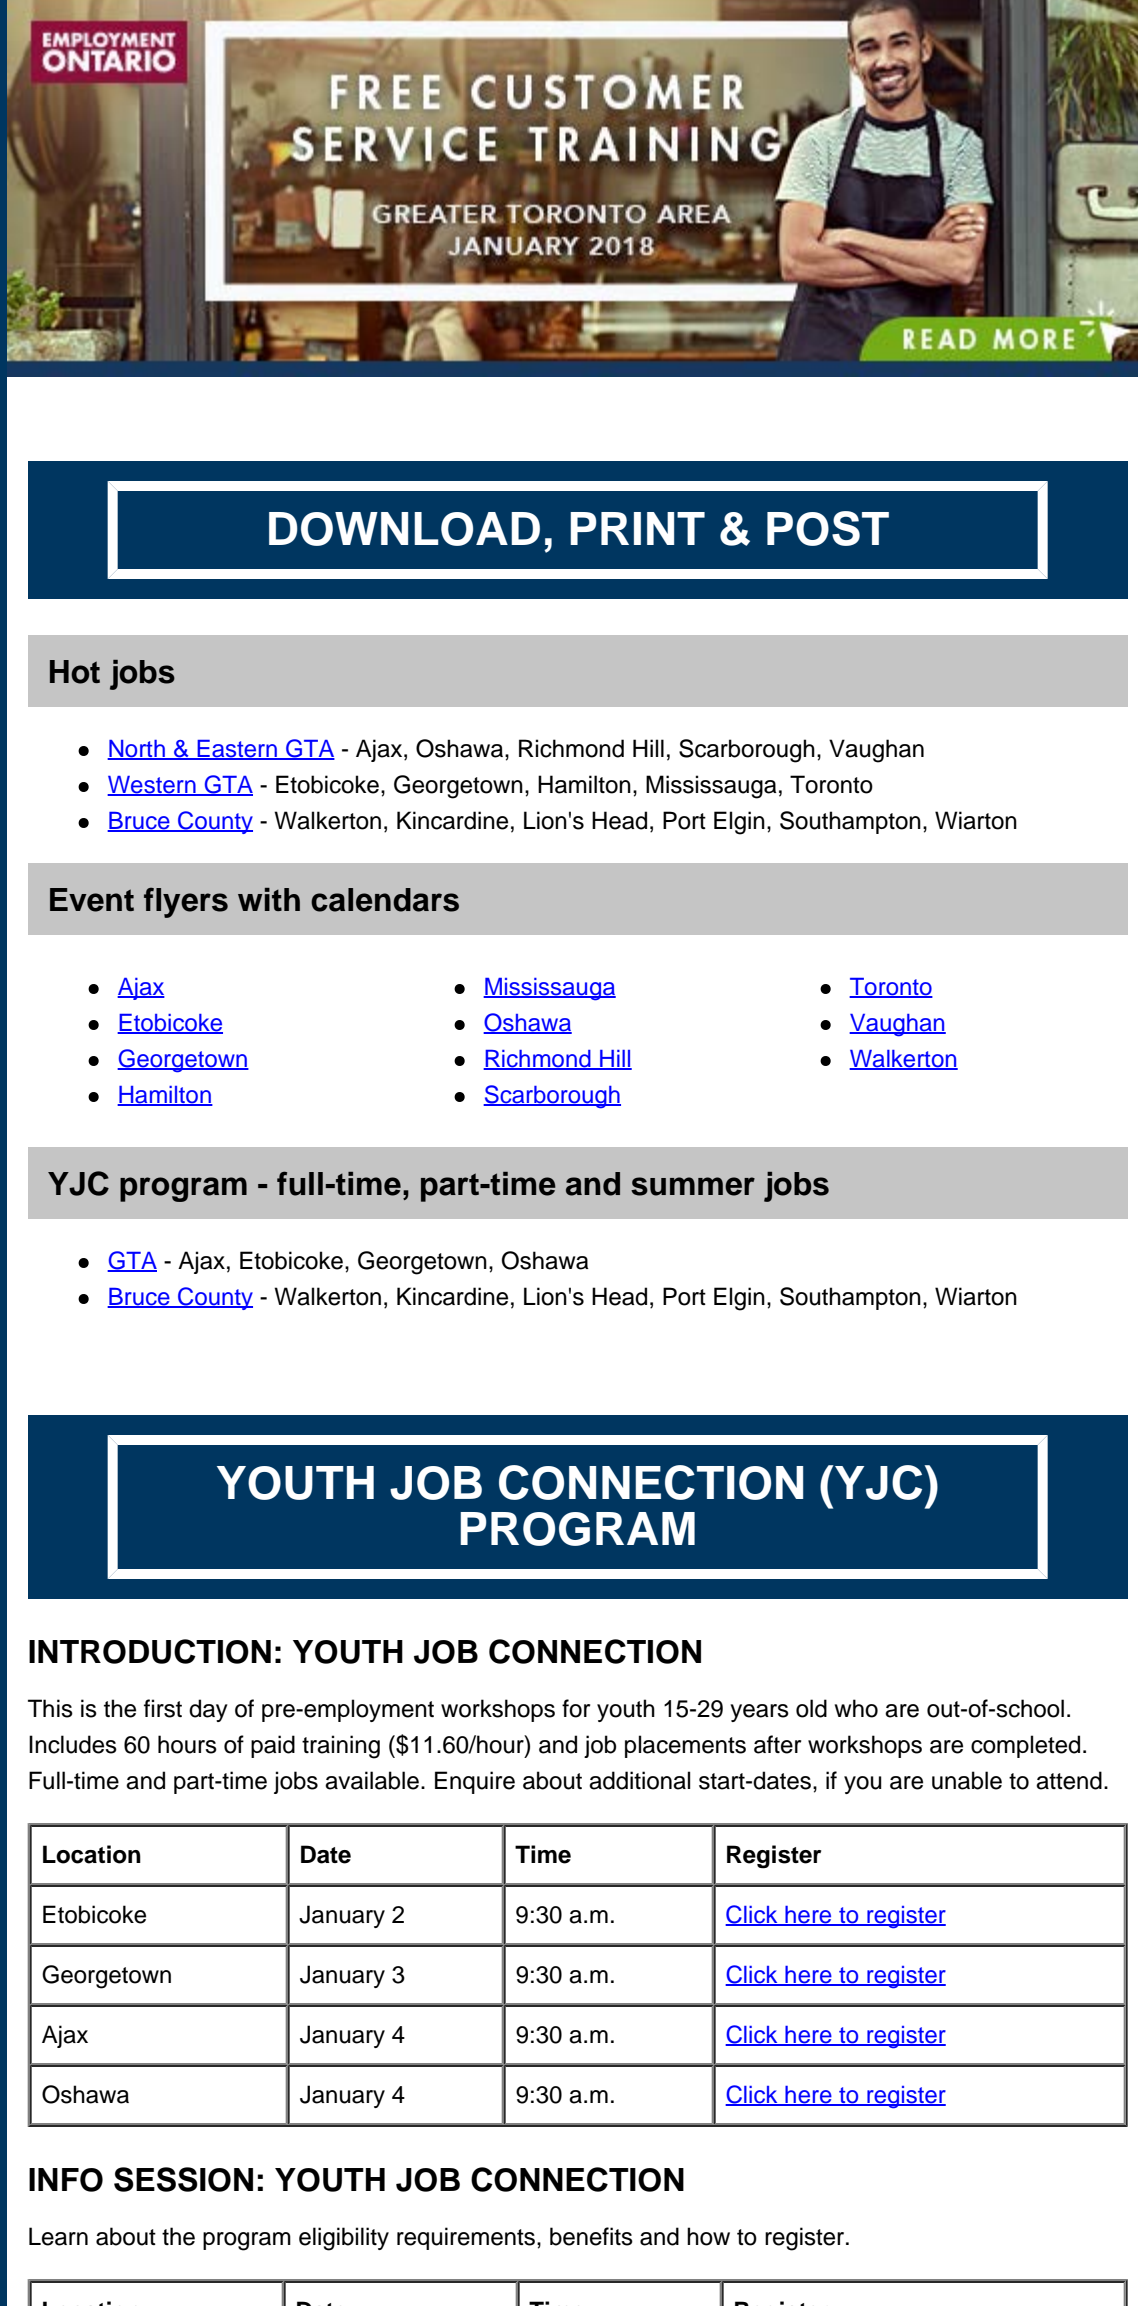 EMPLOYMENT
ONTARIO
FREE CUSTOMER
SERVICE TRAINING
GREATER TORONTO AREA
JANUARY 2018
READ MORE
DOWNLOAD, PRINT & POST
Hot jobs
● North & Eastern GTA - Ajax, Oshawa, Richmond Hill, Scarborough, Vaughan
● Western GTA - Etobicoke, Georgetown, Hamilton, Mississauga, Toronto
● Bruce County - Walkerton, Kincardine, Lion's Head, Port Elgin, Southampton, Wiarton
Event flyers with calendars
● Ajax
● Etobicoke
● Georgetown
● Hamilton
● Mississauga
● Oshawa
● Richmond Hill
● Scarborough
● Toronto
● Vaughan
● Walkerton
YJC program - full-time, part-time and summer jobs
● GTA - Ajax, Etobicoke, Georgetown, Oshawa
● Bruce County - Walkerton, Kincardine, Lion's Head, Port Elgin, Southampton, Wiarton
YOUTH JOB CONNECTION (YJC)
PROGRAM
INTRODUCTION: YOUTH JOB CONNECTION
This is the first day of pre-employment workshops for youth 15-29 years old who are out-of-school.
Includes 60 hours of paid training ($11.60/hour) and job placements after workshops are completed.
Full-time and part-time jobs available. Enquire about additional start-dates, if you are unable to attend.
Location Date Time Register
Etobicoke January 2 9:30 a.m. Click here to register
Georgetown January 3 9:30 a.m. Click here to register
Ajax January 4 9:30 a.m. Click here to register
Oshawa January 4 9:30 a.m. Click here to register
INFO SESSION: YOUTH JOB CONNECTION
Learn about the program eligibility requirements, benefits and how to register.
Location Date Time Register